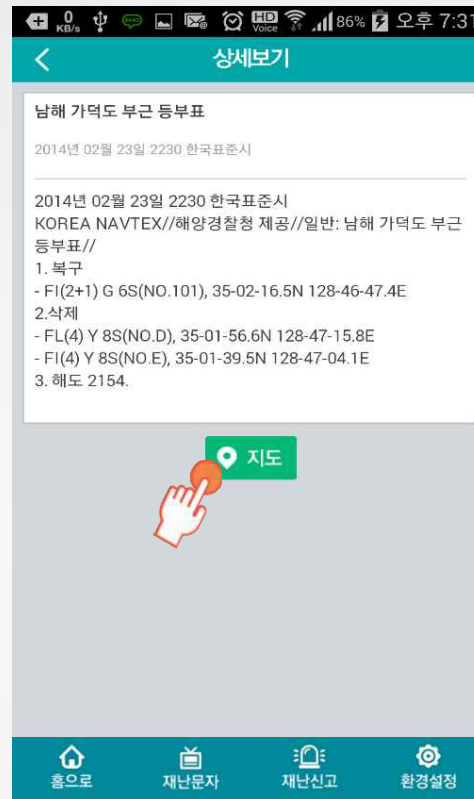 0 KB/s HD Voice 86% 오후 7:31
상세보기
남해 가덕도 부근 등부표
2014년 02월 23일 2230 한국표준시
2014년 02월 23일 2230 한국표준시
KOREA NAVTEX//해양경찰청 제공//일반: 남해 가덕도 부근
등부표//
1. 복구
- FI(2+1) G 6S(NO.101), 35-02-16.5N 128-46-
47.4E
2.삭제
- FL(4) Y 8S(NO.D), 35-01-56.6N 128-47-15.8E
- FI(4) Y 8S(NO.E), 35-01-39.5N 128-47-04.1E
3. 해도 2154.
지도
홈으로 재난문자 재난신고 환경설정